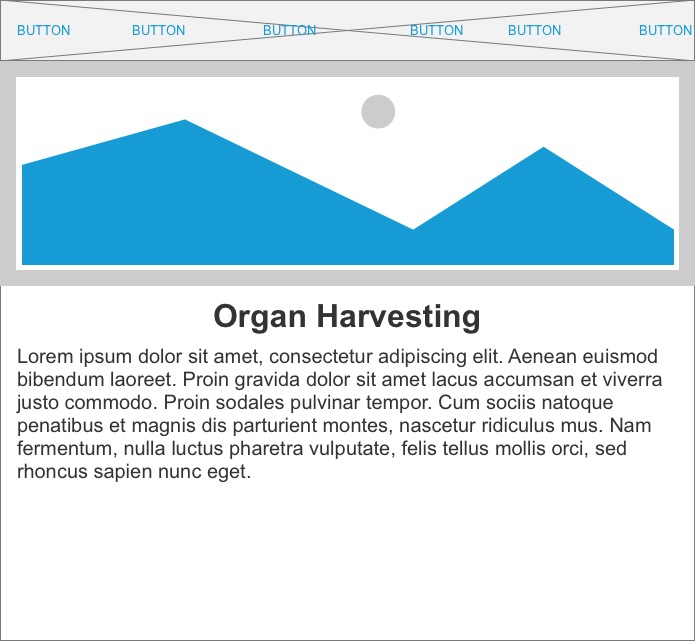 BUTTON BUTTON BUTTON BUTTON BUTTON BUTTON
Organ Harvesting
Lorem ipsum dolor sit amet, consectetur adipiscing elit. Aenean euismod
bibendum laoreet. Proin gravida dolor sit amet lacus accumsan et viverra
justo commodo. Proin sodales pulvinar tempor. Cum sociis natoque
penatibus et magnis dis parturient montes, nascetur ridiculus mus. Nam
fermentum, nulla luctus pharetra vulputate, felis tellus mollis orci, sed
rhoncus sapien nunc eget.